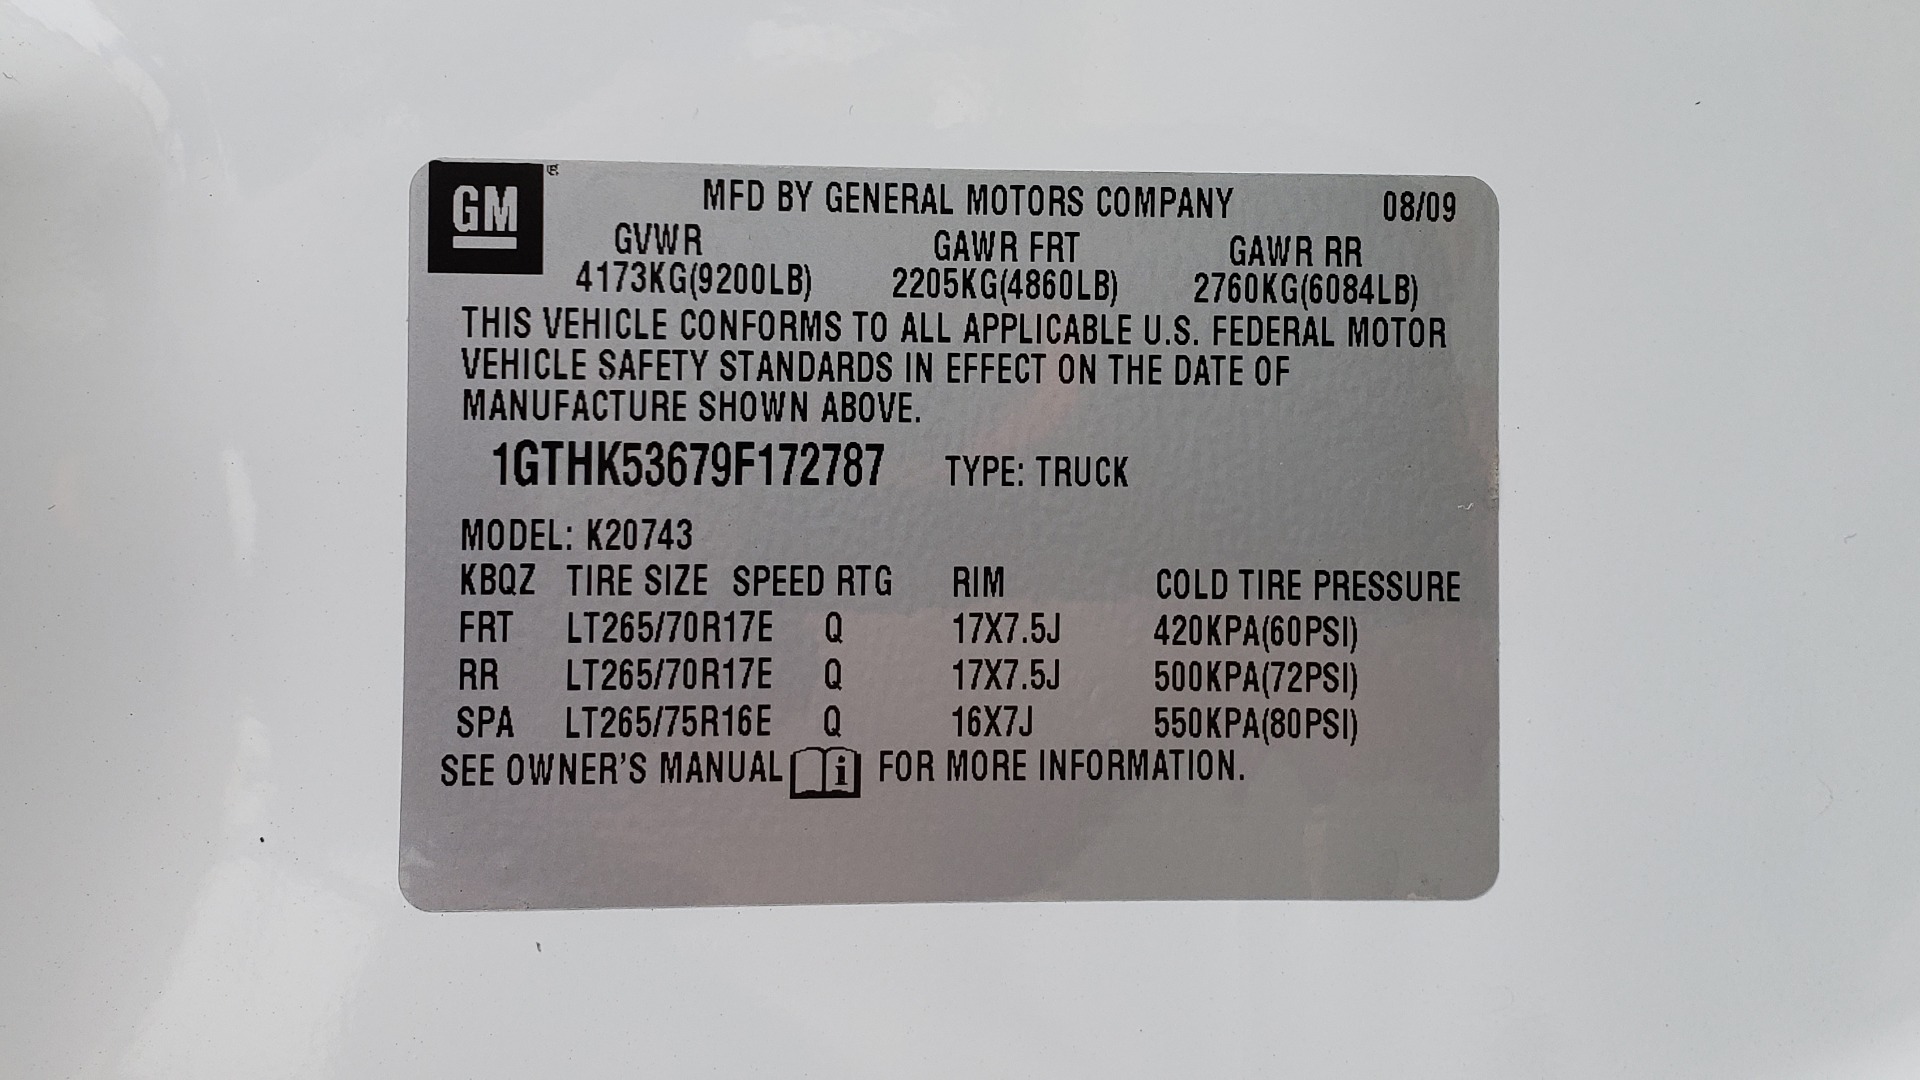 GM
MFD BY GENERAL MOTORS COMPANY 08/09
GVWR GAWR FRT GAWR RR
4173KG(9200LB) 2205KG(4860LB) 2760KG(6084LB)
THIS VEHICLE CONFORMS TO ALL APPLICABLE U.S. FEDERAL MOTOR
VEHICLE SAFETY STANDARDS IN EFFECT ON THE DATE OF
MANUFACTURE SHOWN ABOVE.
1GTHK53679F172787 TYPE: TRUCK
MODEL: K20743
KBQZ TIRE SIZE SPEED RTG RIM COLD TIRE PRESSURE
FRT LT265/70R17E Q 17X7.5J 420KPA(60PSI)
RR LT265/70R17E Q 17X7.5J 500KPA(72PSI)
SPA LT265/75R16E Q 16X7J 550KPA(80PSI)
SEE OWNER'S MANUAL i FOR MORE INFORMATION.